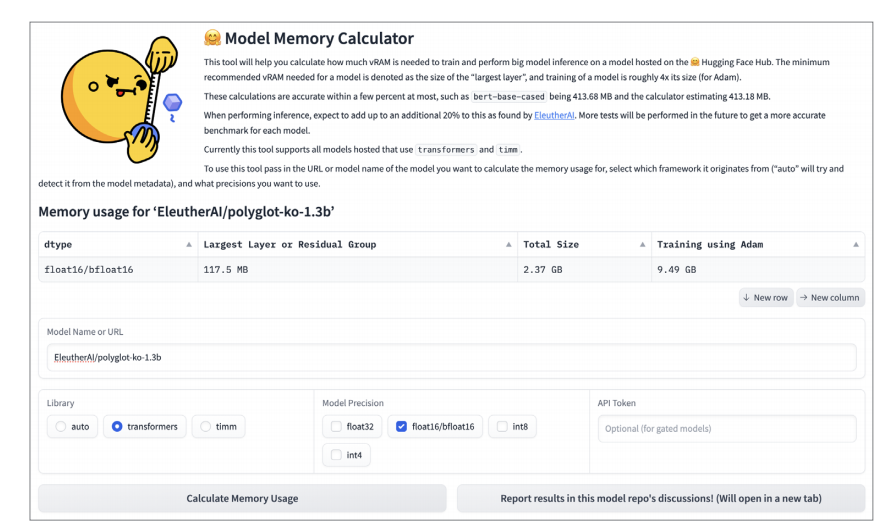 🤗 Model Memory Calculator
This tool will help you calculate how much vRAM is needed to train and perform big model inference on a model hosted on the 🤗 Hugging Face Hub. The minimum
recommended vRAM needed for a model is denoted as the size of the “largest layer”, and training of a model is roughly 4x its size (for Adam).
These calculations are accurate within a few percent at most, such as bert-base-cased being 413.68 MB and the calculator estimating 413.18 MB.
When performing inference, expect to add up to an additional 20% to this as found by EleutherAI. More tests will be performed in the future to get a more accurate
benchmark for each model.
Currently this tool supports all models hosted that use transformers and timm.
To use this tool pass in the URL or model name of the model you want to calculate the memory usage for, select which framework it originates from (“auto” will try and
detect it from the model metadata), and what precisions you want to use.
Memory usage for ‘EleutherAI/polyglot-ko-1.3b’
dtype Largest Layer or Residual Group Total Size Training using Adam
float16/bfloat16 117.5 MB 2.37 GB 9.49 GB
↓ New row → New column
Model Name or URL
EleutherAI/polyglot-ko-1.3b
Library Model Precision API Token
auto transformers timm float32 float16/bfloat16 int8 Optional (for gated models)
int4
Calculate Memory Usage Report results in this model repo's discussions! (Will open in a new tab)